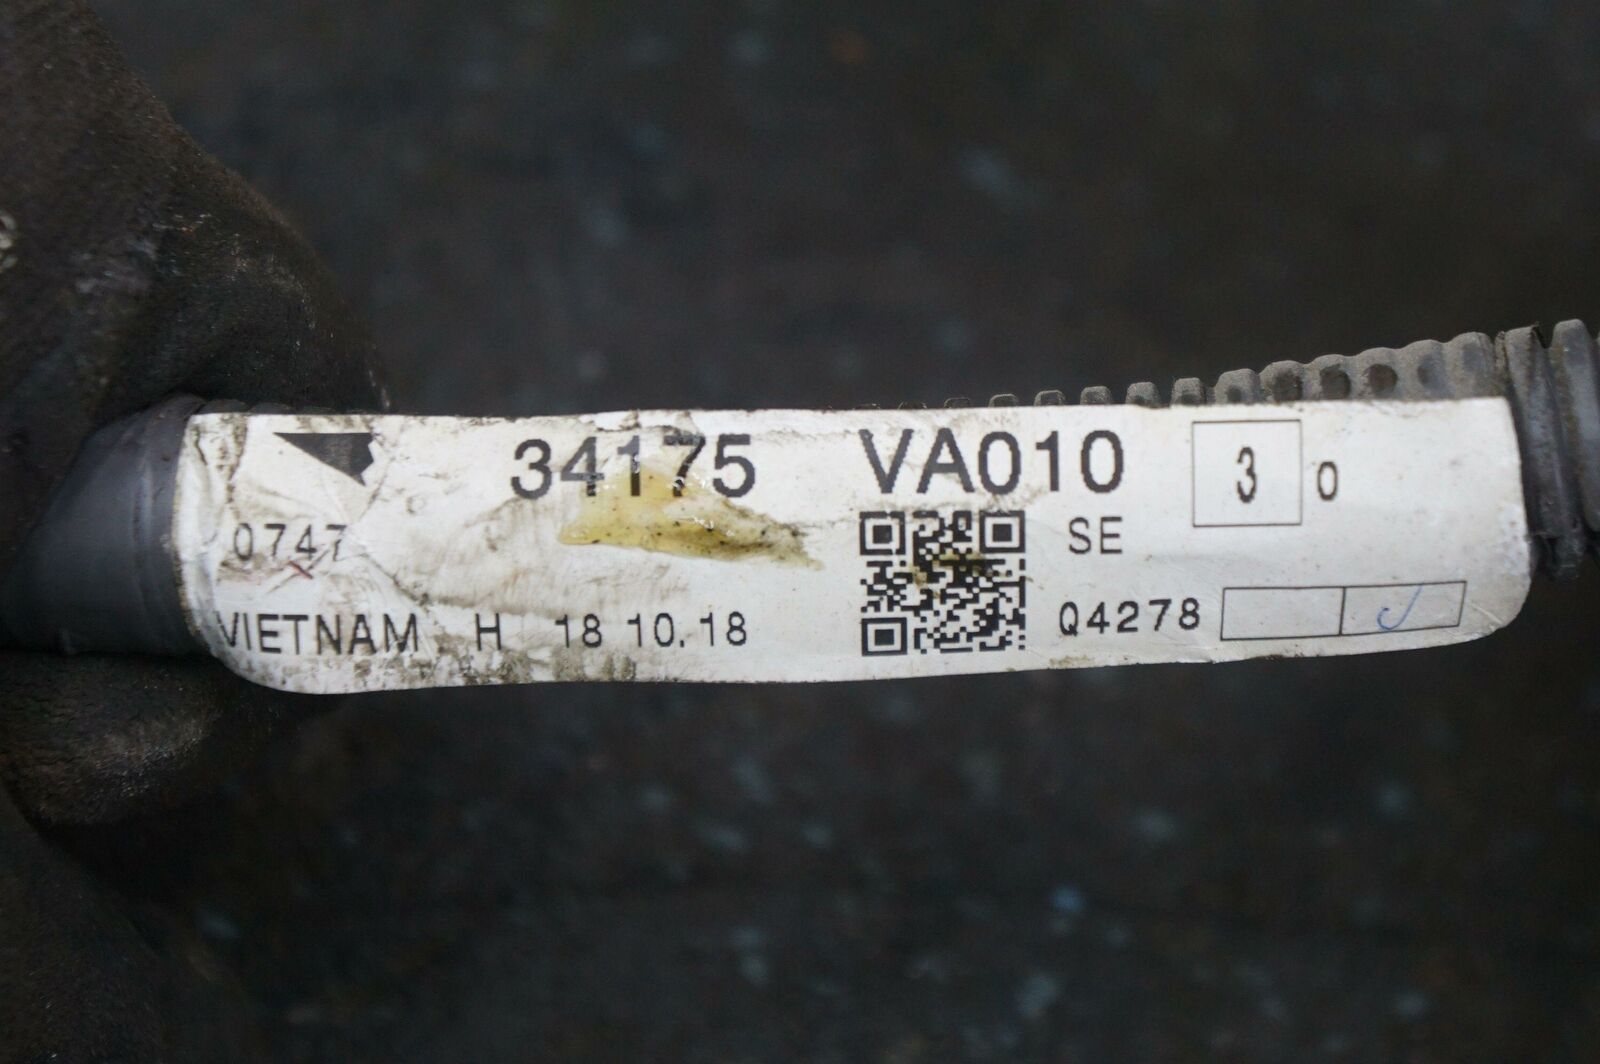 34175 VA010 3 0
0747 SE
VIETNAM H 18 10.18 Q4278 J